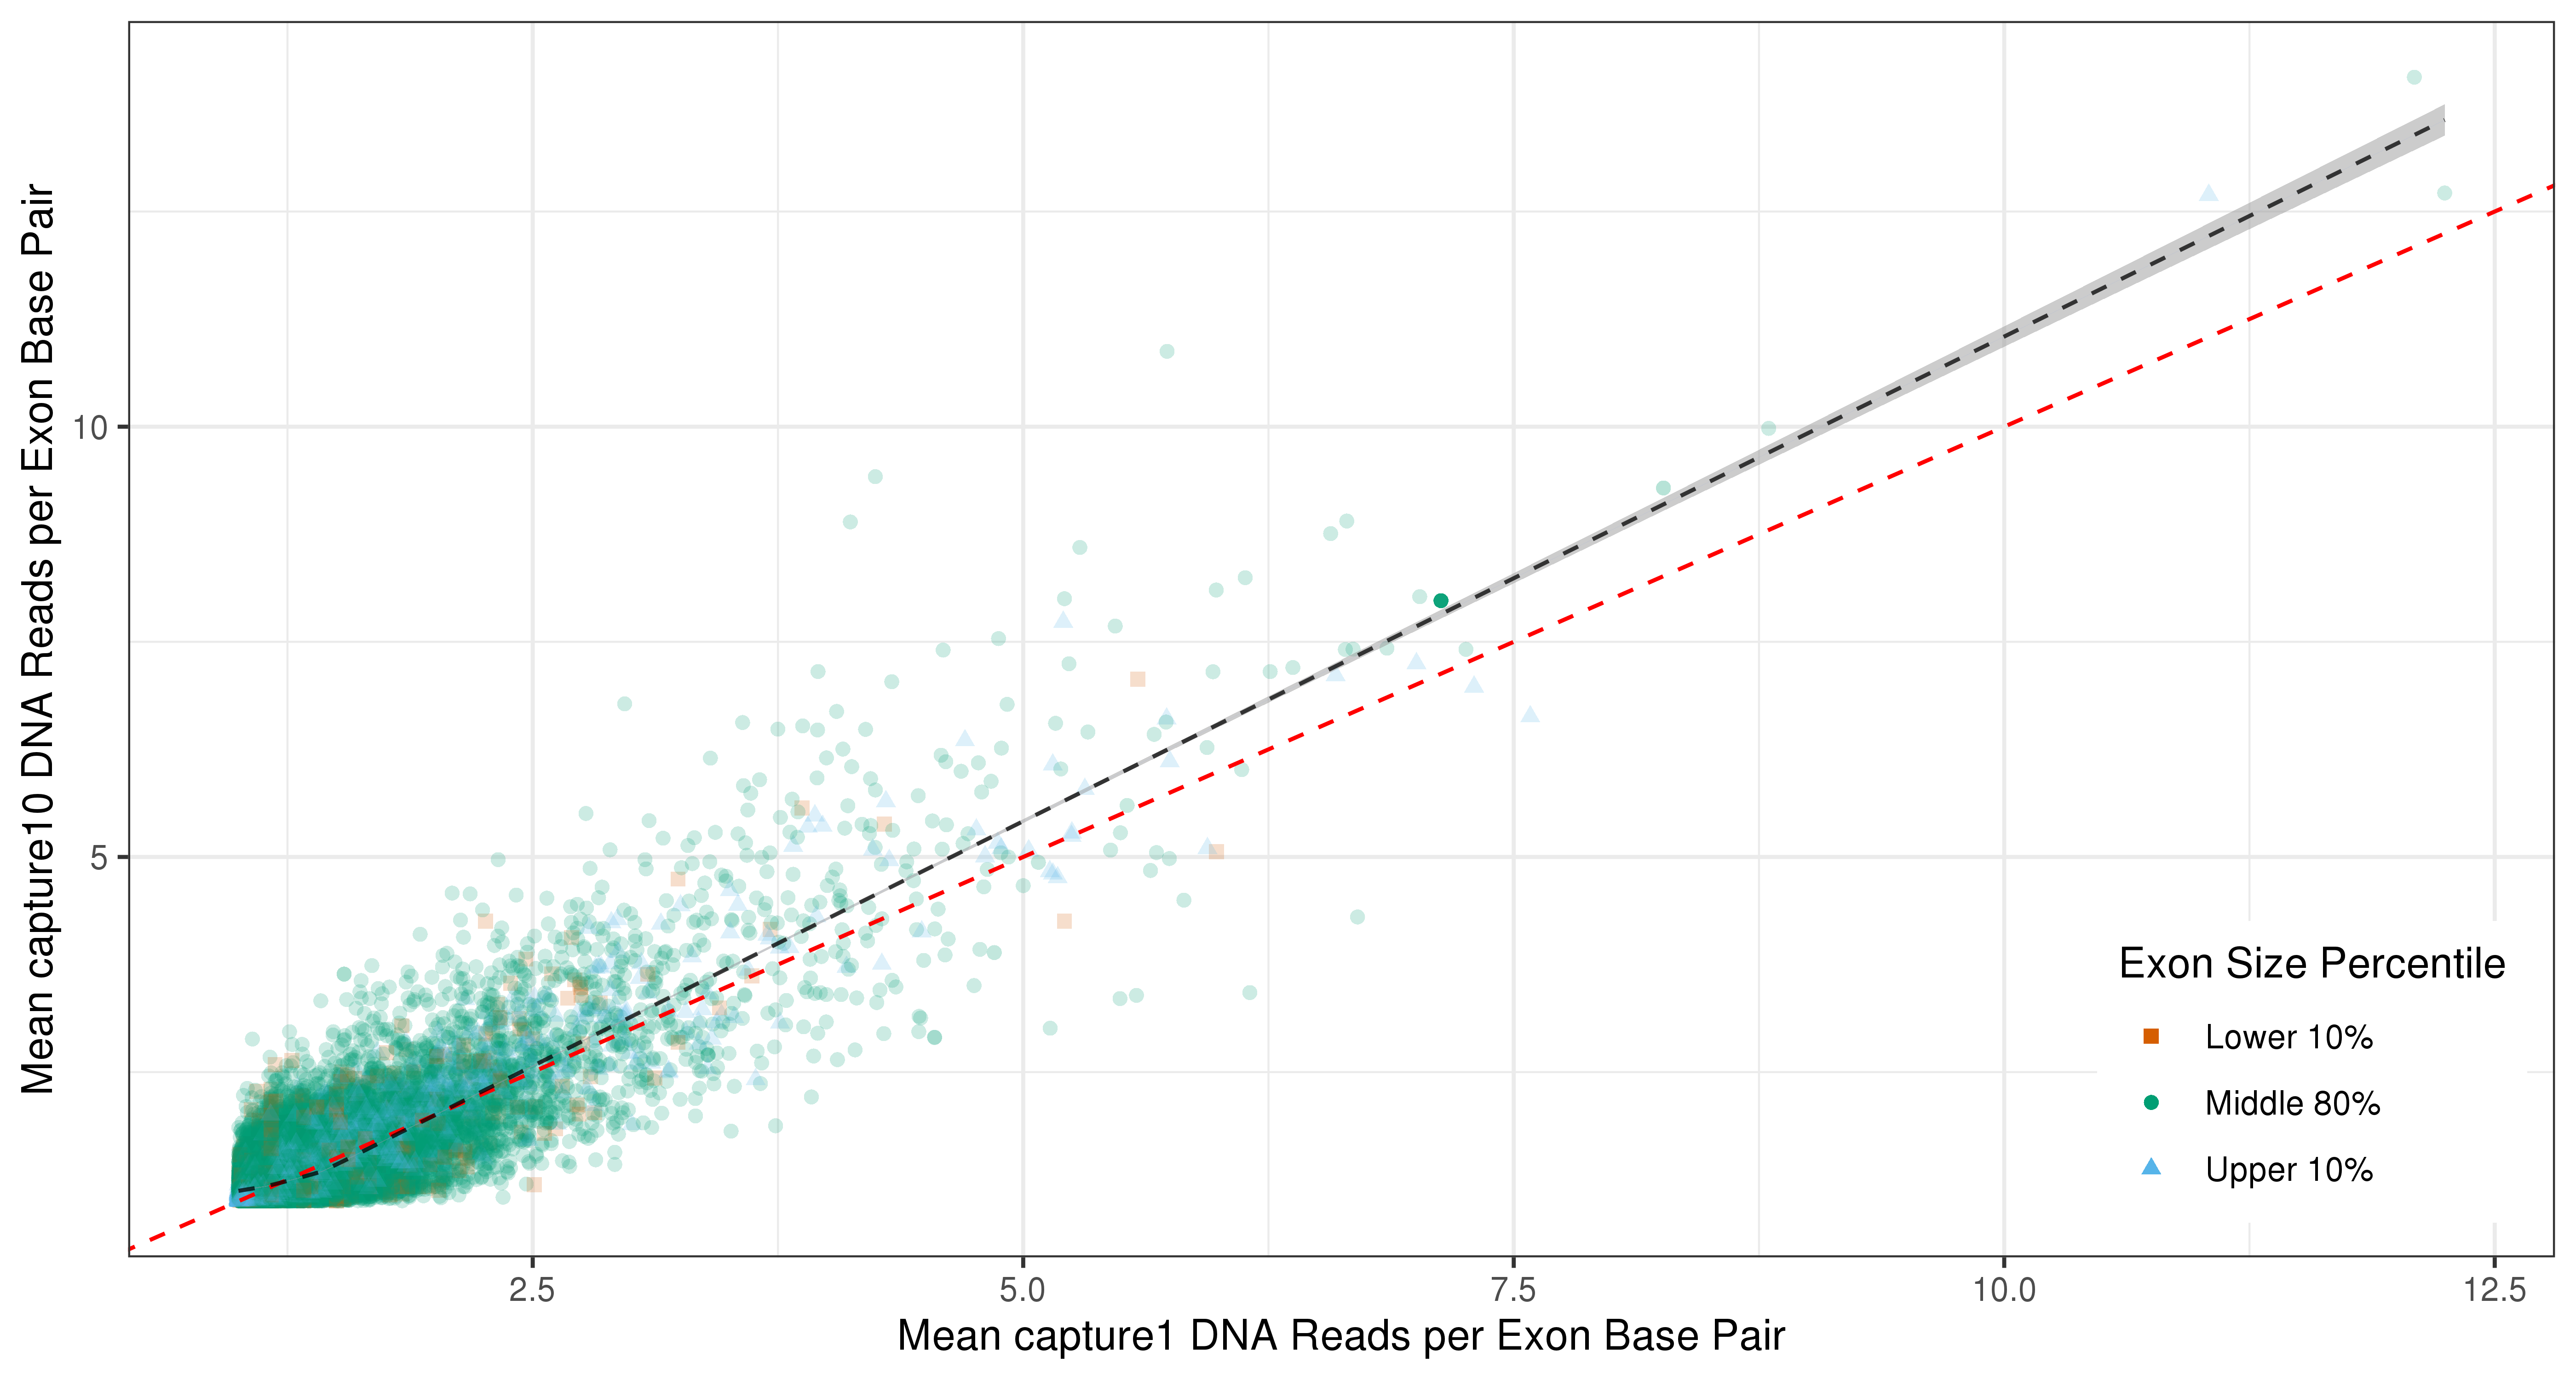 Mean capture10 DNA Reads per Exon Base Pair
10
5
Exon Size Percentile
Lower 10%
Middle 80%
Upper 10%
2.5
5.0
7.5
10.0
12.5
Mean capture1 DNA Reads per Exon Base Pair